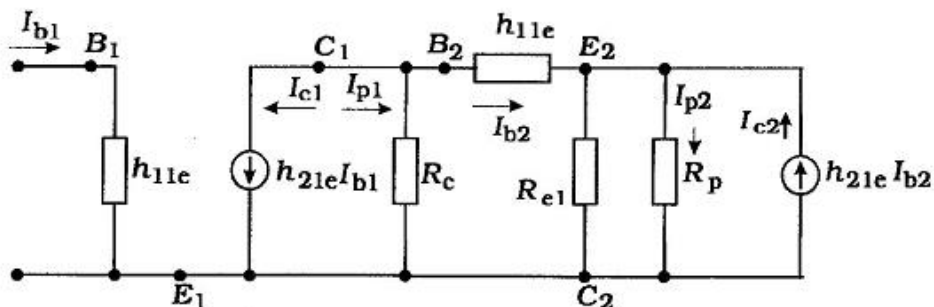 I_b1
B_1
h_11e
I_c1
C_1
I_p1
h_21e I_b1
R_c
B_2
h_11e
I_b2
E_2
R_e1
I_p2
R_p
I_c2
h_21e I_b2
E_1
C_2